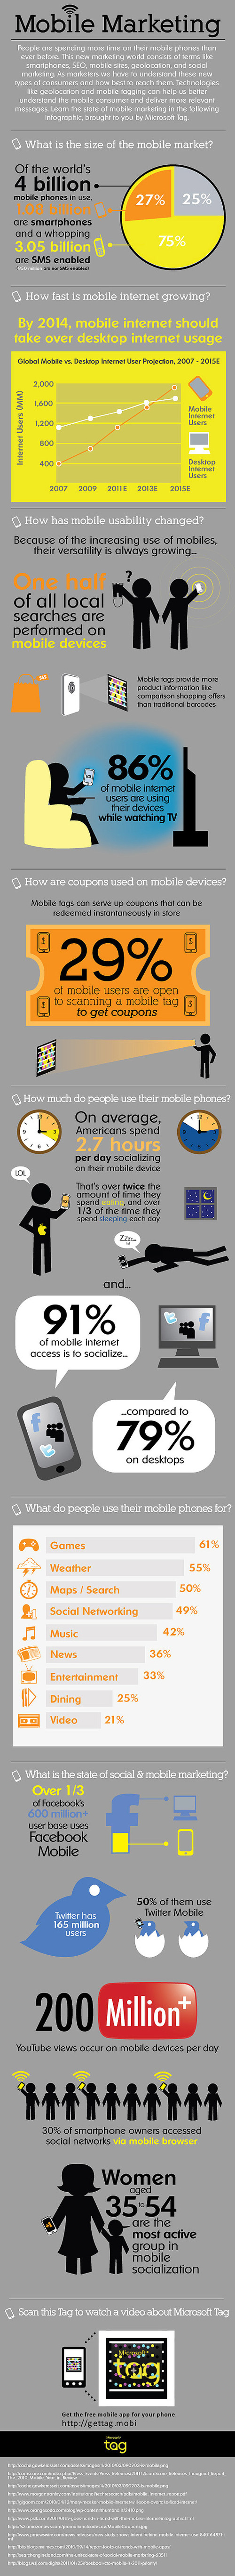 Mobile Marketing
People are spending more time on their mobile phones than
ever before. This new marketing world consists of terms like
smartphones, SEO, mobile sites, geolocation, and social
marketing. As marketers we have to understand these new
types of consumers and how best to reach them. Technologies
like geolocation and mobile tagging can help us better
understand the mobile consumer and deliver more relevant
messages. Learn the state of mobile marketing in the following
infographic, brought to you by Microsoft Tag.
What is the size of the mobile market?
Of the world's
4 billion
mobile phones in use,
1.08 billion
are smartphones
and a whopping
3.05 billion
are SMS enabled
(950 million are not SMS enabled)
27%
25%
75%
How fast is mobile internet growing?
By 2014, mobile internet should
take over desktop internet usage
Global Mobile vs. Desktop Internet User Projection, 2007 - 2015E
Internet Users (MM)
2,000
1,600
1,200
800
400
2007 2009 2011E 2013E 2015E
Mobile
Internet
Users
Desktop
Internet
Users
How has mobile usability changed?
Because of the increasing use of mobiles,
their versatility is always growing...
One half
of all local
searches are
performed on
mobile devices
?
Mobile tags provide more
product information like
comparison shopping offers
than traditional barcodes
LOL
86%
of mobile internet
users are using
their devices
while watching TV
How are coupons used on mobile devices?
Mobile tags can serve up coupons that can be
redeemed instantaneously in store
29%
of mobile users are open
to scanning a mobile tag
to get coupons
How much do people use their mobile phones?
On average,
Americans spend
2.7 hours
per day socializing
on their mobile device
LOL
LOL
That's over twice the
amount of time they
spend eating, and over
1/3 of the time they
spend sleeping each day
Zzz...
and...
91%
of mobile internet
access is to socialize...
...compared to
79%
on desktops
What do people use their mobile phones for?
Games 61%
Weather 55%
Maps / Search 50%
Social Networking 49%
Music 42%
News 36%
Entertainment 33%
Dining 25%
Video 21%
What is the state of social & mobile marketing?
Over 1/3
of Facebook's
600 million+
user base uses
Facebook
Mobile
Twitter has
165 million
users
50% of them use
Twitter Mobile
200 Million+
YouTube views occur on mobile devices per day
30% of smartphone owners accessed
social networks via mobile browser
Women
aged
35 to 54
are the
most active
group in
mobile
socialization
Scan this Tag to watch a video about Microsoft Tag
Microsoft
tag
Get the free mobile app for your phone
http://gettag.mobi
Microsoft
tag